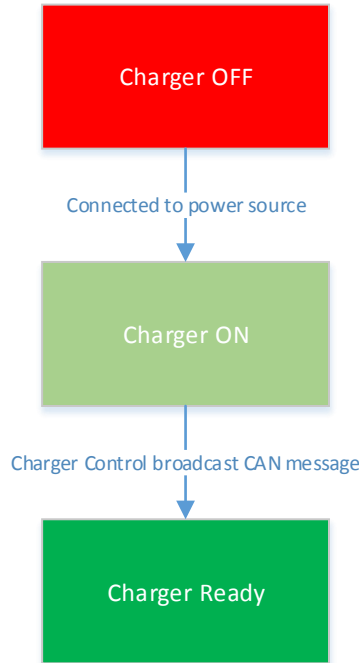 Charger OFF
Connected to power source
Charger ON
Charger Control broadcast CAN message
Charger Ready